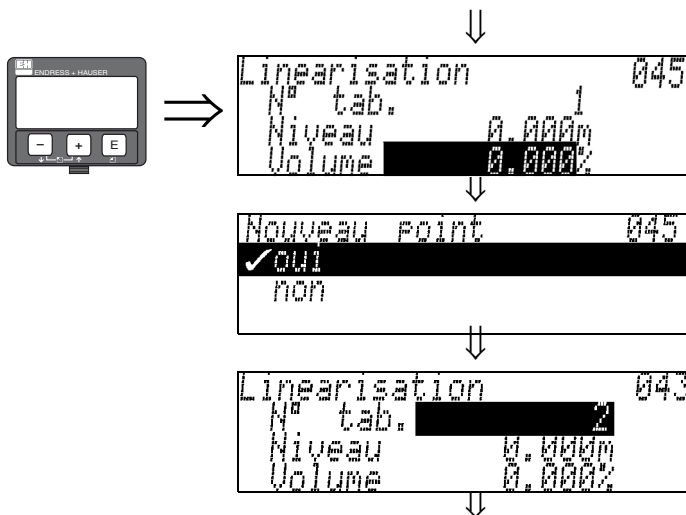 EH
ENDRESS + HAUSER
- + E
Linearisation 045
N° tab. 1
Niveau 0.000m
Volume 0.000%
Nouveau point 045
✓oui
non
Linearisation 043
N° tab. 2
Niveau 0.000m
Volume 0.000%